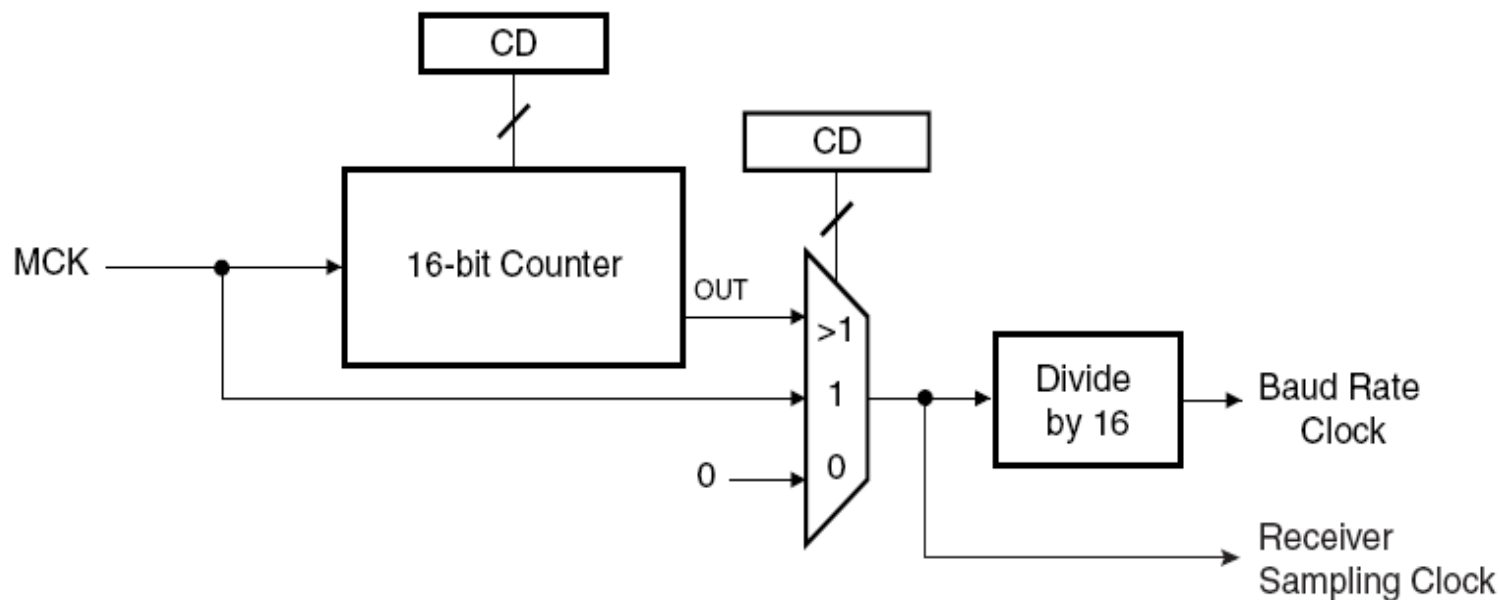 CD
CD
MCK
16-bit Counter
OUT
>1
1
0
0
Divide
by 16
Baud Rate
Clock
Receiver
Sampling Clock